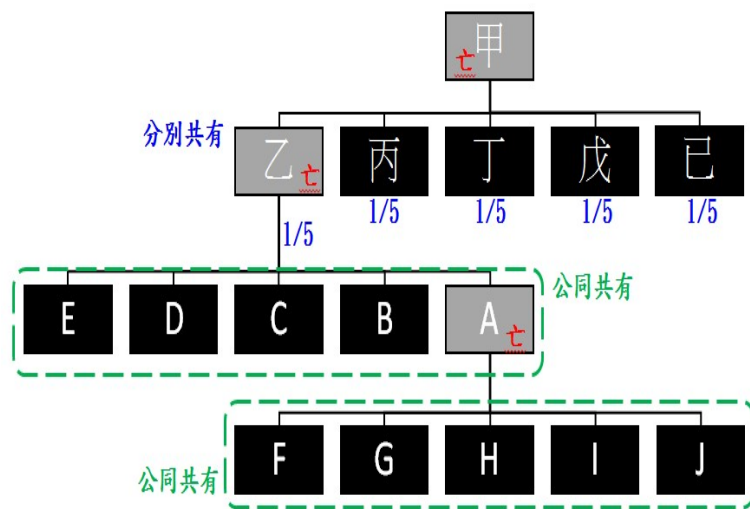 甲
亡
分別共有
乙 丙 丁 戊 已
亡
1/5 1/5 1/5 1/5
1/5
公同共有
E D C B A
亡
F G H I J
公同共有